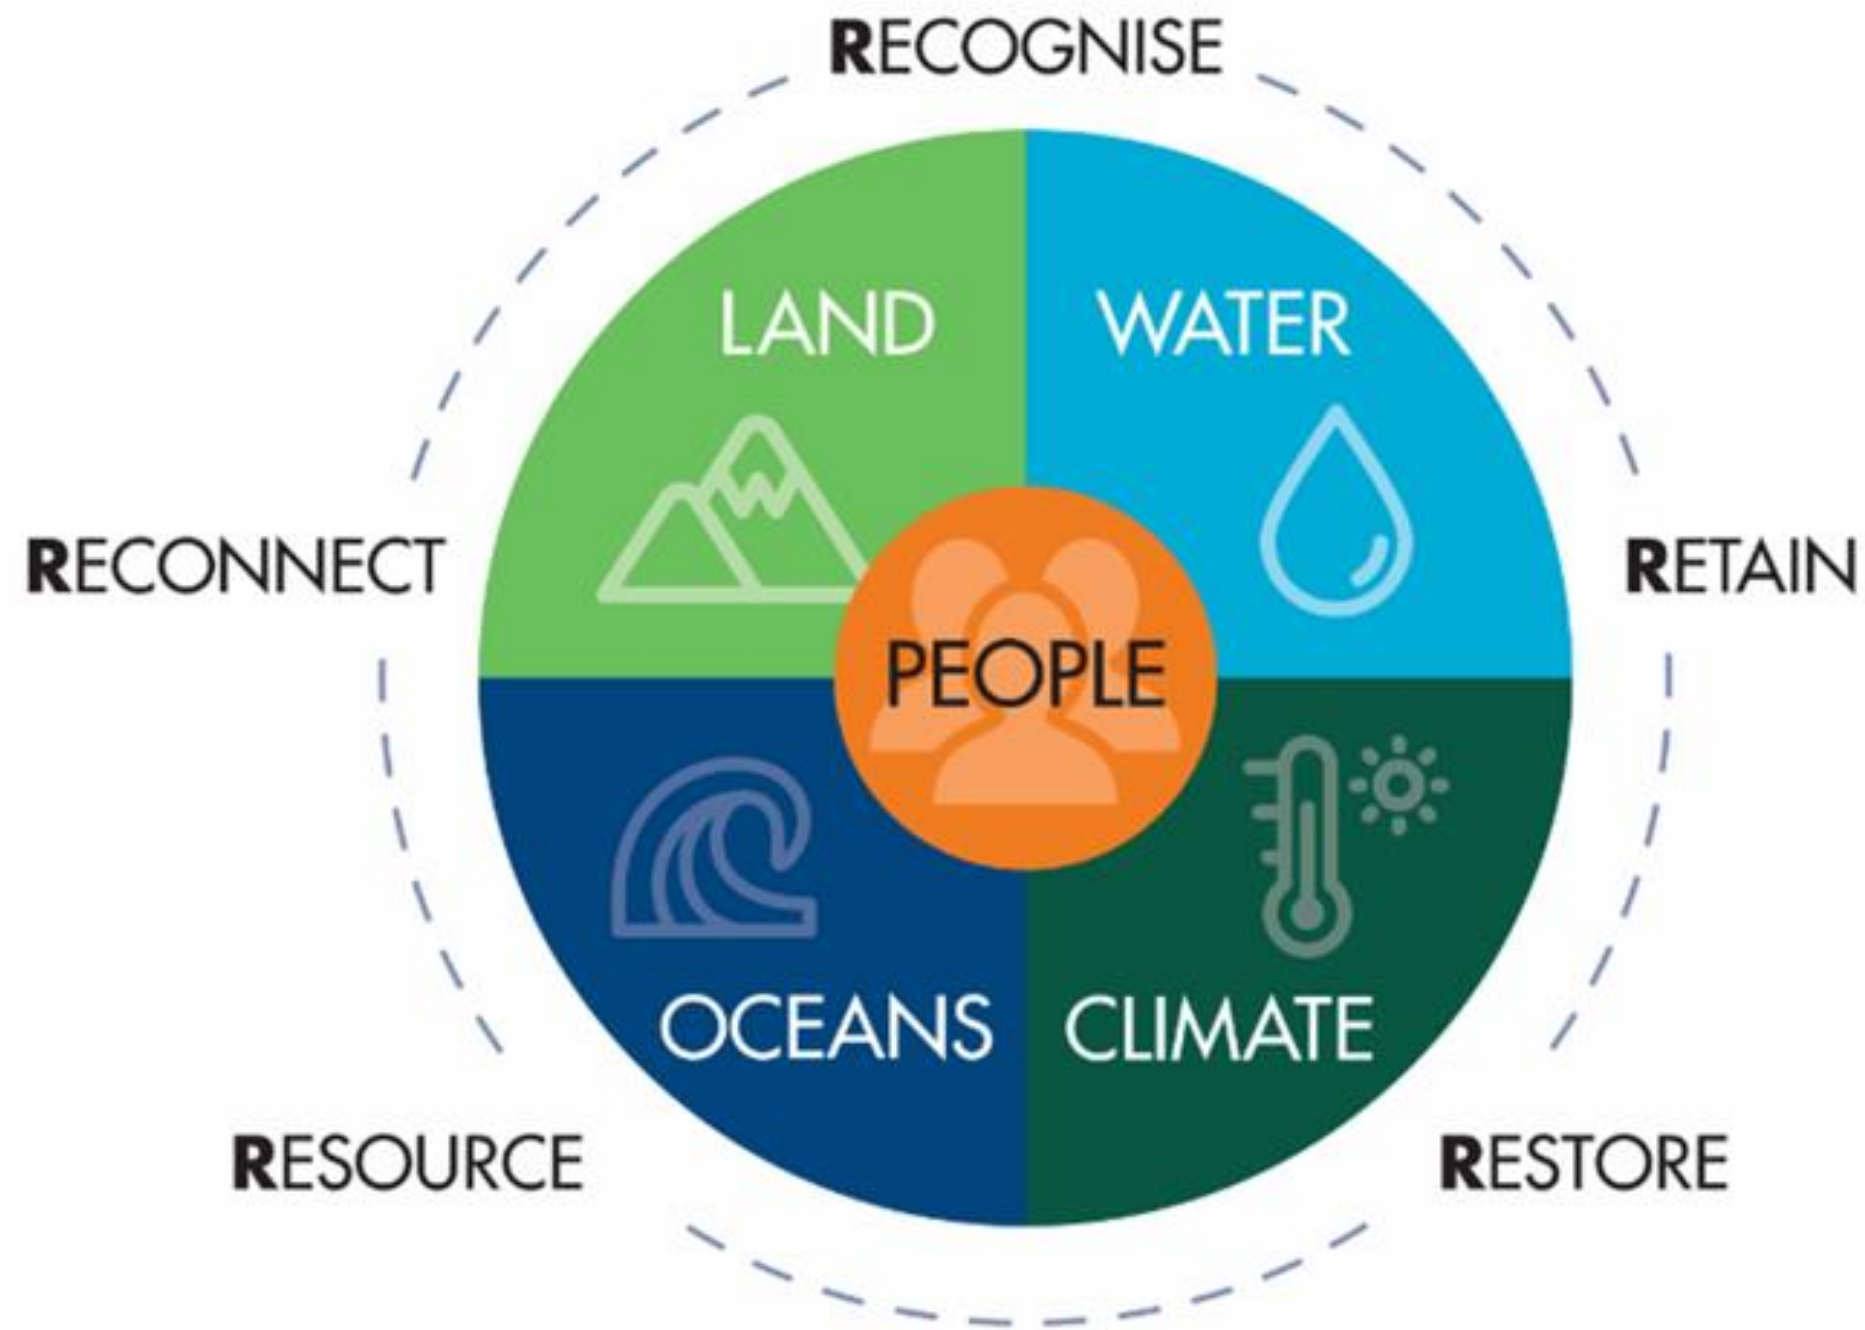 RECOGNISE
LAND
WATER
RECONNECT
RETAIN
PEOPLE
OCEANS
CLIMATE
RESOURCE
RESTORE